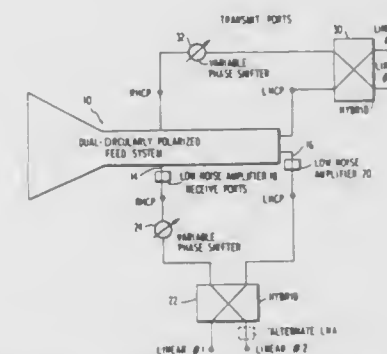 TRANSMIT PORTS
32
30
VARIABLE
PHASE SHIFTER
RHCP
LHCP
HYBRID
10
DUAL-CIRCULARLY POLARIZED
FEED SYSTEM
16
LOW NOISE
AMPLIFIER 20
14
LOW NOISE AMPLIFIER 18
RECEIVE PORTS
RHCP
LHCP
24
VARIABLE
PHASE SHIFTER
22
HYBRID
ALTERNATE LNA
LINEAR #1
LINEAR #2